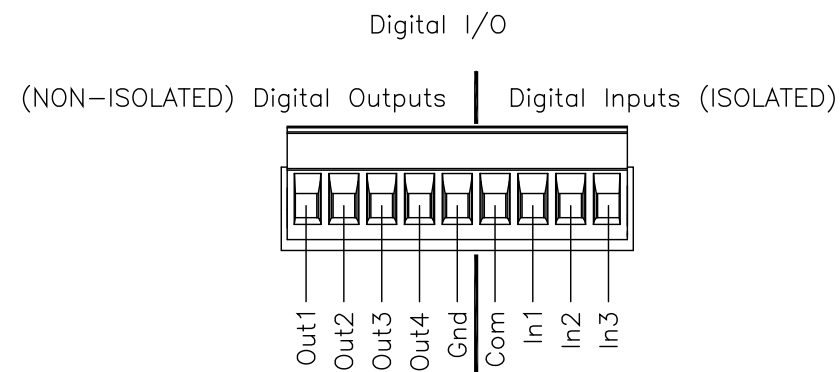 Digital I/O
(NON-ISOLATED) Digital Outputs
Digital Inputs (ISOLATED)
Out1
Out2
Out3
Out4
Gnd
Com
In1
In2
In3